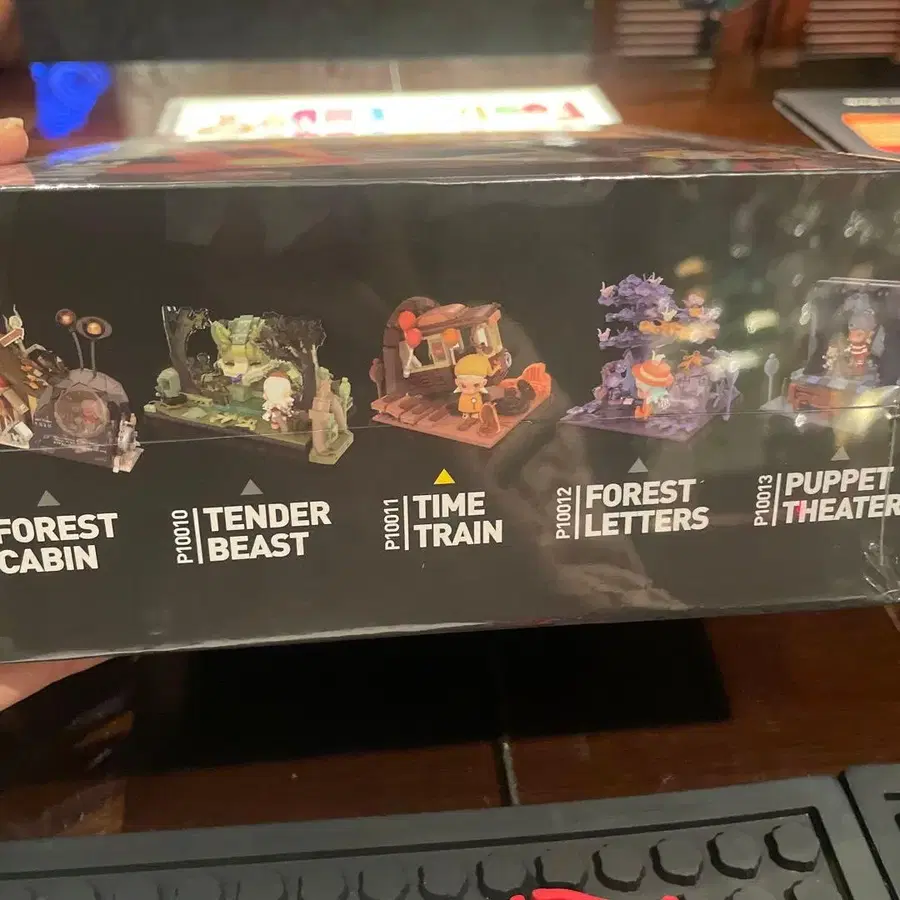 FOREST
CABIN
P10010
TENDER
BEAST
P10011
TIME
TRAIN
P10012
FOREST
LETTERS
P10013
PUPPET
THEATER